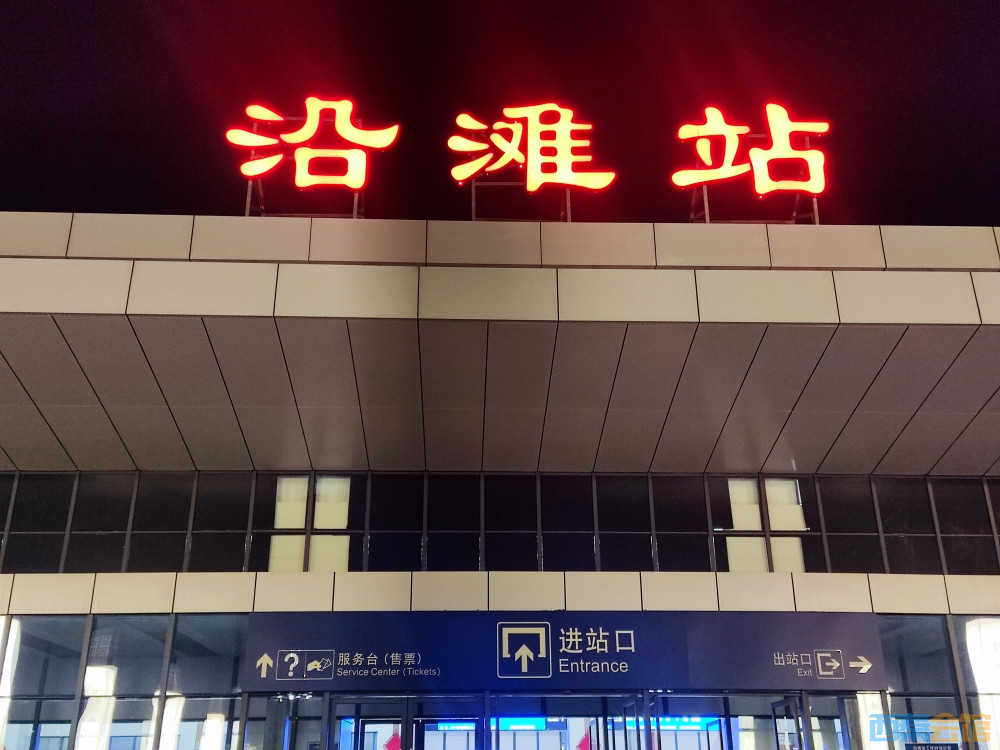 沿滩站
进站口
Entrance
服务台(售票)
Service Center (Tickets)
出站口
Exit